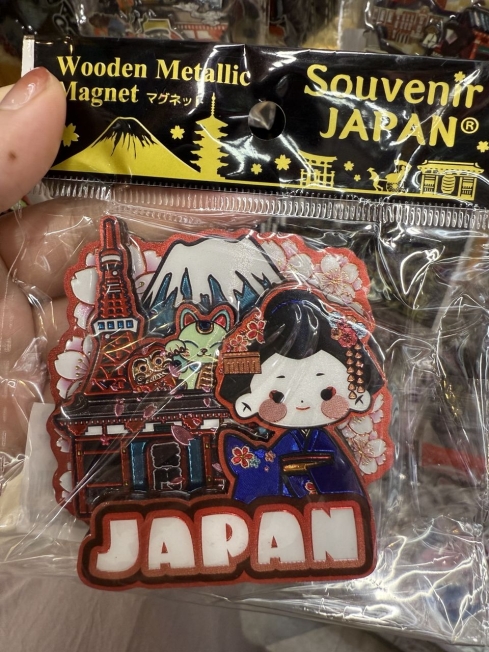 Wooden Metallic
Magnet マグネット
Souvenir
JAPAN®
JAPAN